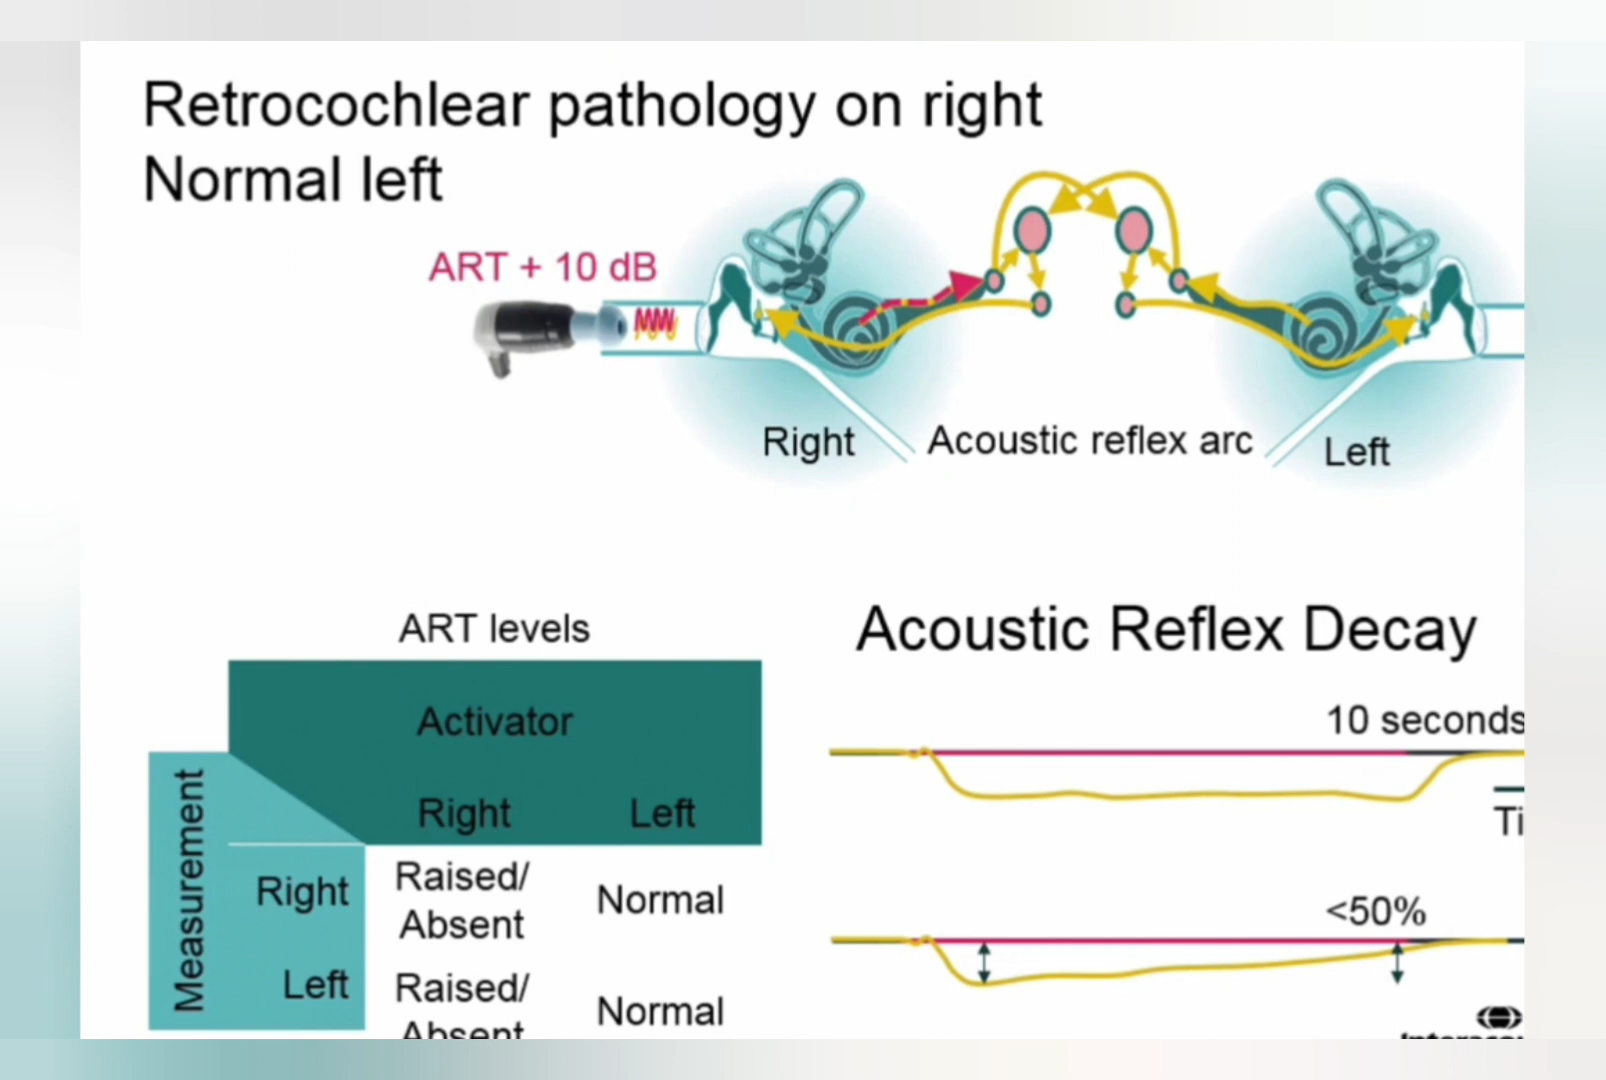 Retrocochlear pathology on right
Normal left
ART + 10 dB
Right
Acoustic reflex arc
Left
ART levels
Activator
Right
Left
Measurement
Right
Raised/
Absent
Normal
Left
Raised/
Absent
Normal
Acoustic Reflex Decay
10 seconds
Ti
<50%